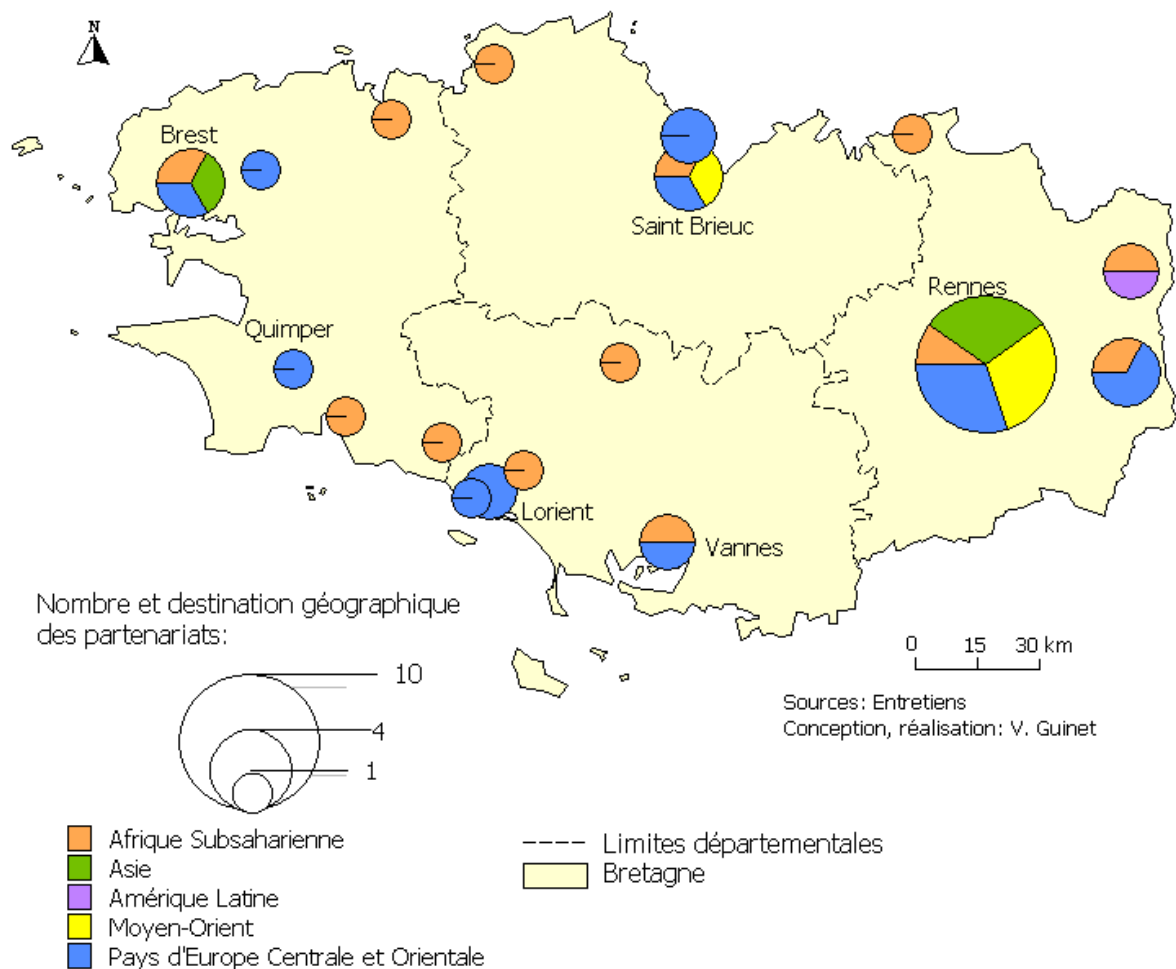 N
Brest
Saint Brieuc
Rennes
Quimper
Lorient
Vannes
Nombre et destination géographique
des partenariats:
10
4
1
0 15 30 km
Sources: Entretiens
Conception, réalisation: V. Guinet
Afrique Subsaharienne
Asie
Amérique Latine
Moyen-Orient
Pays d'Europe Centrale et Orientale
Limites départementales
Bretagne